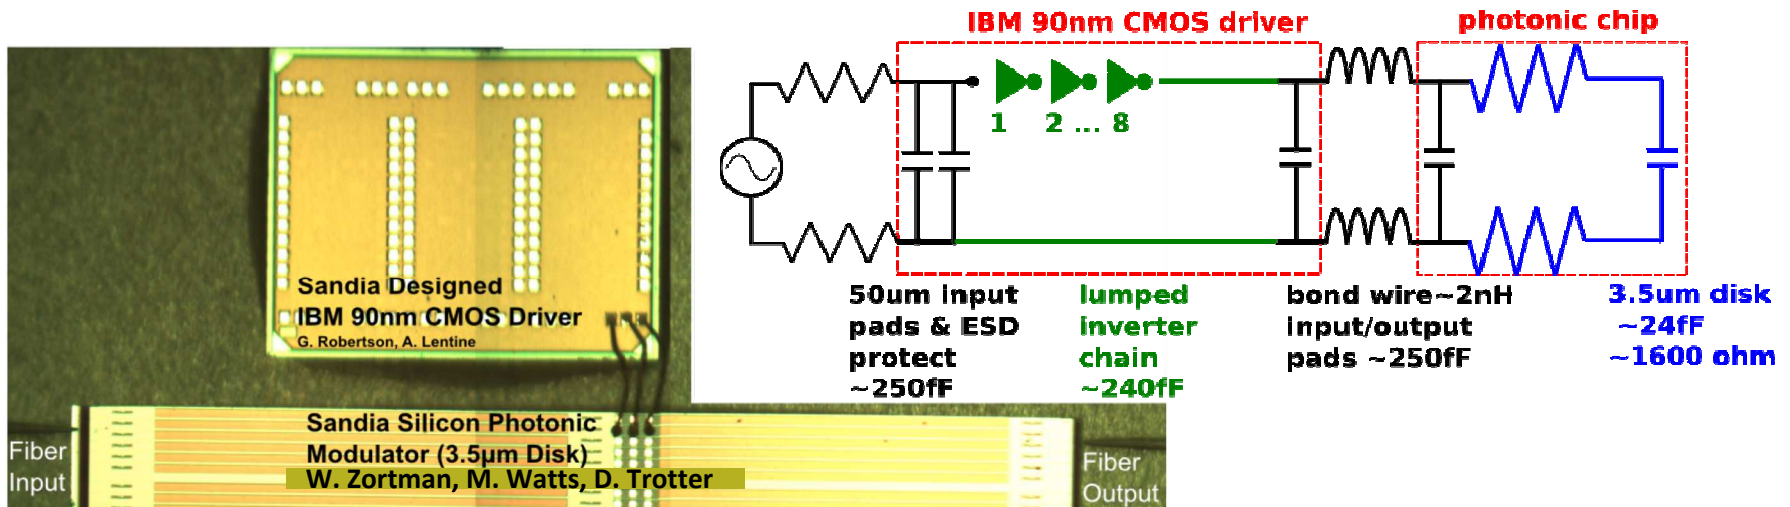 IBM 90nm CMOS driver
photonic chip
1 2 ... 8
50um input
pads & ESD
protect
~250fF
lumped
inverter
chain
~240fF
bond wire~2nH
input/output
pads ~250fF
3.5um disk
~24fF
~1600 ohm
Sandia Designed
IBM 90nm CMOS Driver
G. Robertson, A. Lentine
Sandia Silicon Photonic
Modulator (3.5µm Disk)
W. Zortman, M. Watts, D. Trotter
Fiber
Input
Fiber
Output